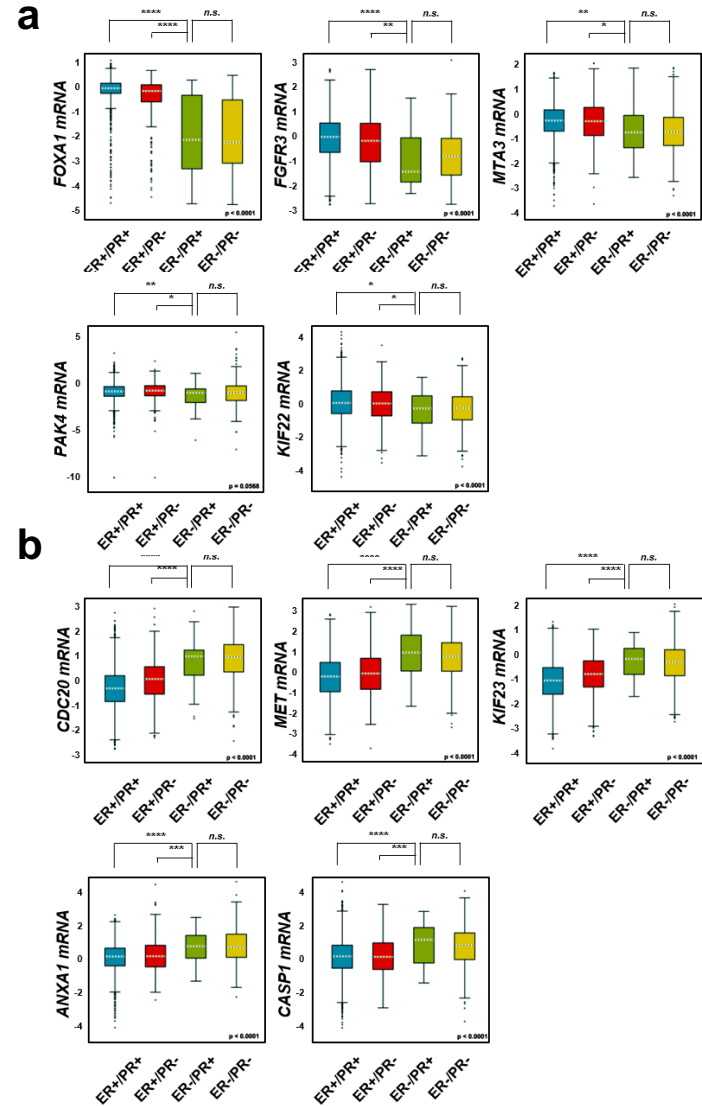 a
**** n.s.
****
FOXA1 mRNA
1
0
-1
-2
-3
-4
-5
p < 0.0001
ER+/PR+ ER+/PR- ER-/PR+ ER-/PR-
**** n.s.
**
FGFR3 mRNA
3
2
1
0
-1
-2
-3
p < 0.0001
ER+/PR+ ER+/PR- ER-/PR+ ER-/PR-
** n.s.
*
MTA3 mRNA
2
1
0
-1
-2
-3
-4
p < 0.0001
ER+/PR+ ER+/PR- ER-/PR+ ER-/PR-
** n.s.
*
PAK4 mRNA
5
0
-5
-10
p = 0.0568
ER+/PR+ ER+/PR- ER-/PR+ ER-/PR-
* n.s.
*
KIF22 mRNA
4
2
0
-2
-4
p < 0.0001
ER+/PR+ ER+/PR- ER-/PR+ ER-/PR-
b
n.s.
****
CDC20 mRNA
3
2
1
0
-1
-2
-3
p < 0.0001
ER+/PR+ ER+/PR- ER-/PR+ ER-/PR-
**** n.s.
****
MET mRNA
3
2
1
0
-1
-2
-3
-4
p < 0.0001
ER+/PR+ ER+/PR- ER-/PR+ ER-/PR-
**** n.s.
****
KIF23 mRNA
2
1
0
-1
-2
-3
-4
p < 0.0001
ER+/PR+ ER+/PR- ER-/PR+ ER-/PR-
**** n.s.
***
ANXA1 mRNA
4
2
0
-2
-4
p < 0.0001
ER+/PR+ ER+/PR- ER-/PR+ ER-/PR-
**** n.s.
***
CASP1 mRNA
4
2
0
-2
-4
p < 0.0001
ER+/PR+ ER+/PR- ER-/PR+ ER-/PR-